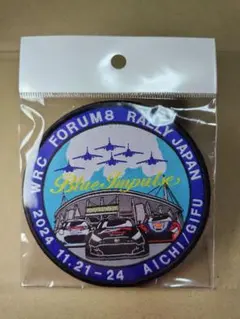 WRC FORUM8 RALLY JAPAN
Blue Impulse
2024 11.21-24 AICHI/GIFU